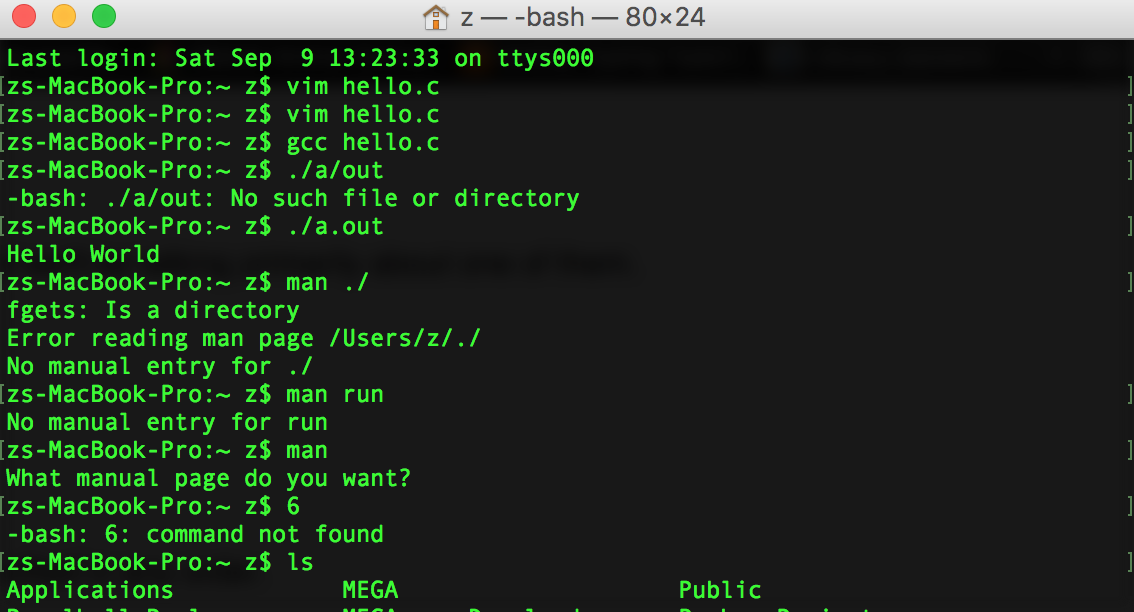 z — -bash — 80×24
Last login: Sat Sep  9 13:23:33 on ttys000
[zs-MacBook-Pro:~ z$ vim hello.c ]
[zs-MacBook-Pro:~ z$ vim hello.c ]
[zs-MacBook-Pro:~ z$ gcc hello.c ]
[zs-MacBook-Pro:~ z$ ./a/out ]
-bash: ./a/out: No such file or directory
[zs-MacBook-Pro:~ z$ ./a.out ]
Hello World
[zs-MacBook-Pro:~ z$ man ./ ]
fgets: Is a directory
Error reading man page /Users/z/./
No manual entry for ./
[zs-MacBook-Pro:~ z$ man run ]
No manual entry for run
[zs-MacBook-Pro:~ z$ man ]
What manual page do you want?
[zs-MacBook-Pro:~ z$ 6 ]
-bash: 6: command not found
[zs-MacBook-Pro:~ z$ ls ]
Applications MEGA Public